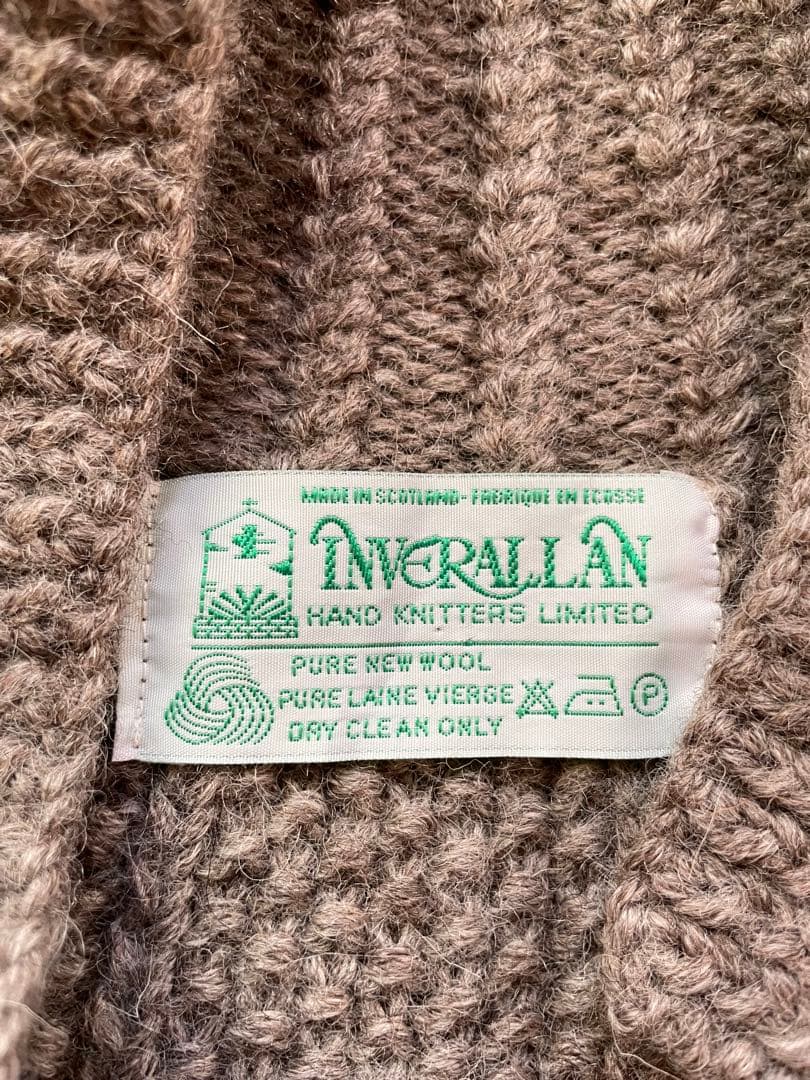 MADE IN SCOTLAND - FABRIQUE EN ECOSSE
INVERALLAN
HAND KNITTERS LIMITED
PURE NEW WOOL
PURE LAINE VIERGE
P
DRY CLEAN ONLY